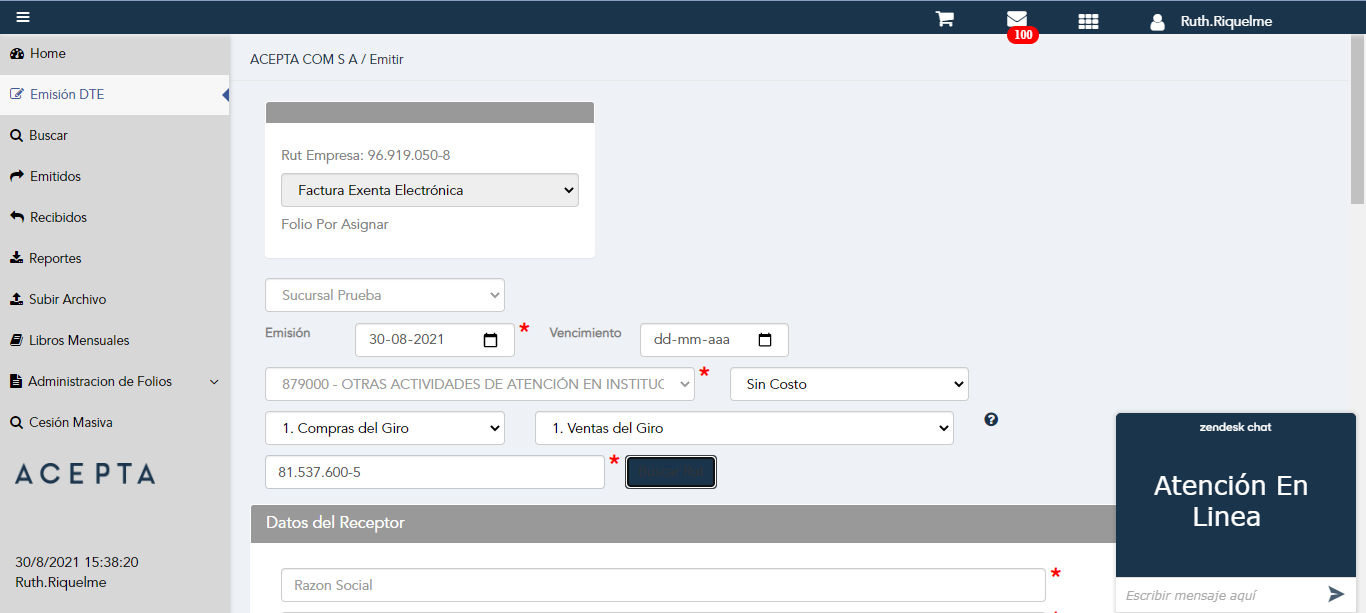 100
Ruth.Riquelme
Home
Emisión DTE
Buscar
Emitidos
Recibidos
Reportes
Subir Archivo
Libros Mensuales
Administracion de Folios
Cesión Masiva
ACEPTA
30/8/2021 15:38:20
Ruth.Riquelme
ACEPTA COM S A / Emitir
Rut Empresa: 96.919.050-8
Factura Exenta Electrónica
Folio Por Asignar
Sucursal Prueba
Emisión 30-08-2021 * Vencimiento dd-mm-aaa
879000 - OTRAS ACTIVIDADES DE ATENCIÓN EN INSTITUC * Sin Costo
1. Compras del Giro 1. Ventas del Giro ?
81.537.600-5 *
Datos del Receptor
Razon Social *
zendesk chat
Atención En
Linea
Escribir mensaje aquí